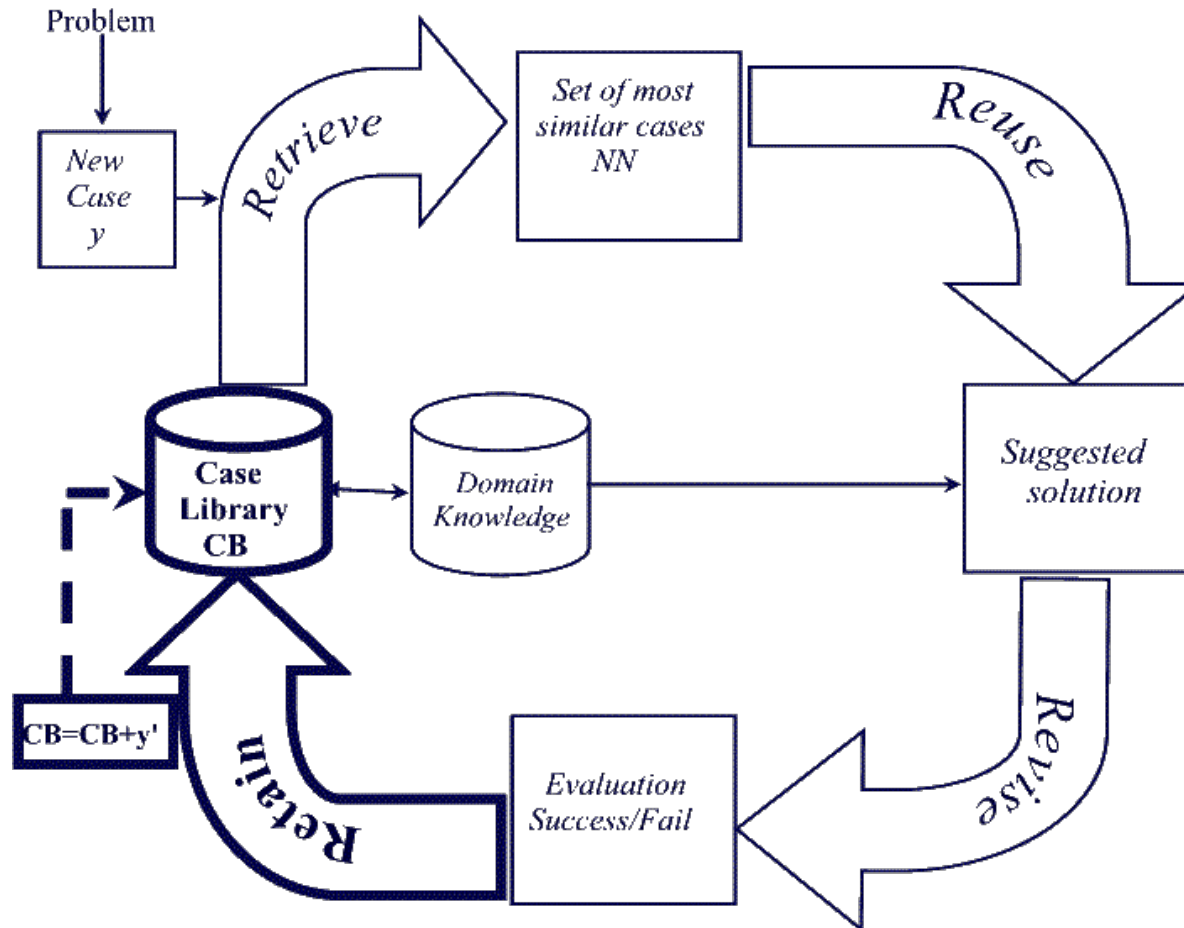 Problem
New
Case
y
Retrieve
Set of most
similar cases
NN
Reuse
Case
Library
CB
Domain
Knowledge
Suggested
solution
CB=CB+y'
Retain
Evaluation
Success/Fail
Revise